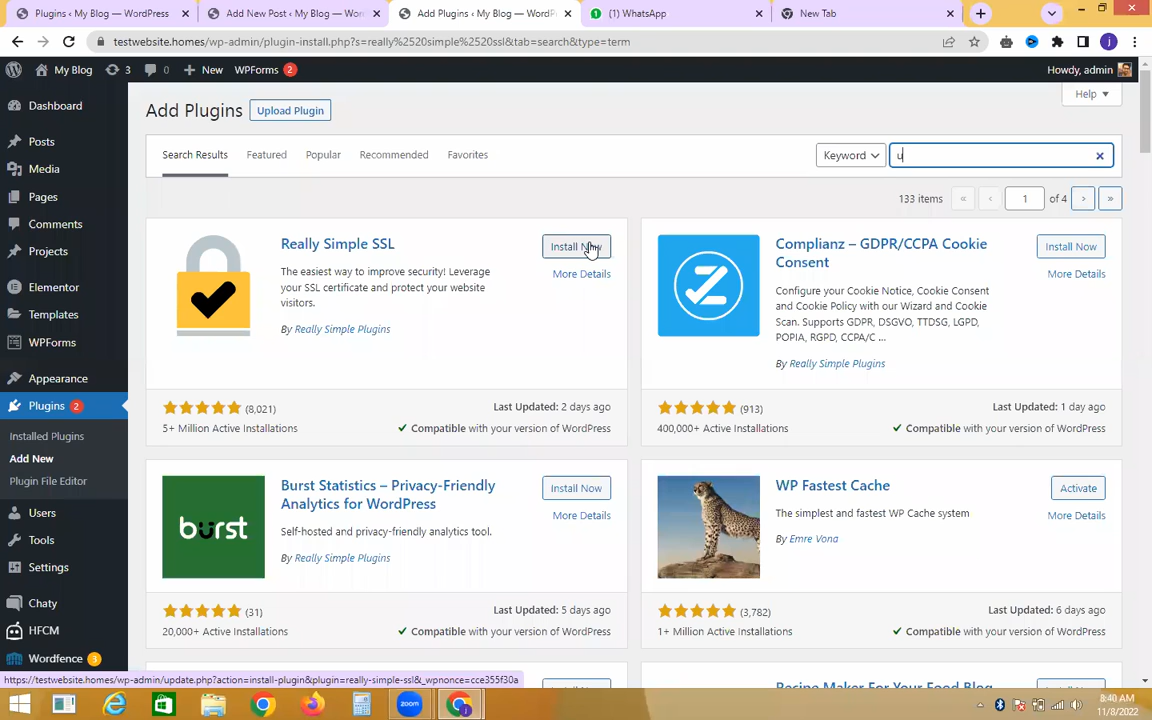 Plugins ‹ My Blog — WordPress
Add New Post ‹ My Blog — Wor
Add Plugins ‹ My Blog — WordP
(1) WhatsApp
New Tab
testwebsite.homes/wp-admin/plugin-install.php?s=really%2520simple%2520ssl&tab=search&type=term
My Blog
3
0
New
WPForms 2
Howdy, admin
Dashboard
Posts
Media
Pages
Comments
Projects
Elementor
Templates
WPForms
Appearance
Plugins 2
Installed Plugins
Add New
Plugin File Editor
Users
Tools
Settings
Chaty
HFCM
Wordfence 3
Add Plugins
Upload Plugin
Help
Search Results
Featured
Popular
Recommended
Favorites
Keyword
u
133 items « ‹ 1 of 4 › »
Really Simple SSL
Install Now
More Details
The easiest way to improve security! Leverage
your SSL certificate and protect your website
visitors.
By Really Simple Plugins
(8,021)
5+ Million Active Installations
Last Updated: 2 days ago
Compatible with your version of WordPress
Complianz – GDPR/CCPA Cookie
Consent
Install Now
More Details
Configure your Cookie Notice, Cookie Consent
and Cookie Policy with our Wizard and Cookie
Scan. Supports GDPR, DSGVO, TTDSG, LGPD,
POPIA, RGPD, CCPA/C ...
By Really Simple Plugins
(913)
400,000+ Active Installations
Last Updated: 1 day ago
Compatible with your version of WordPress
burst
Burst Statistics – Privacy-Friendly
Analytics for WordPress
Install Now
More Details
Self-hosted and privacy-friendly analytics tool.
By Really Simple Plugins
(31)
20,000+ Active Installations
Last Updated: 5 days ago
Compatible with your version of WordPress
WP Fastest Cache
Activate
More Details
The simplest and fastest WP Cache system
By Emre Vona
(3,782)
1+ Million Active Installations
Last Updated: 6 days ago
Compatible with your version of WordPress
Recipe Maker For Your Food Blog
https://testwebsite.homes/wp-admin/update.php?action=install-plugin&plugin=really-simple-ssl&_wpnonce=cce355f30a
zoom
8:40 AM
11/8/2022